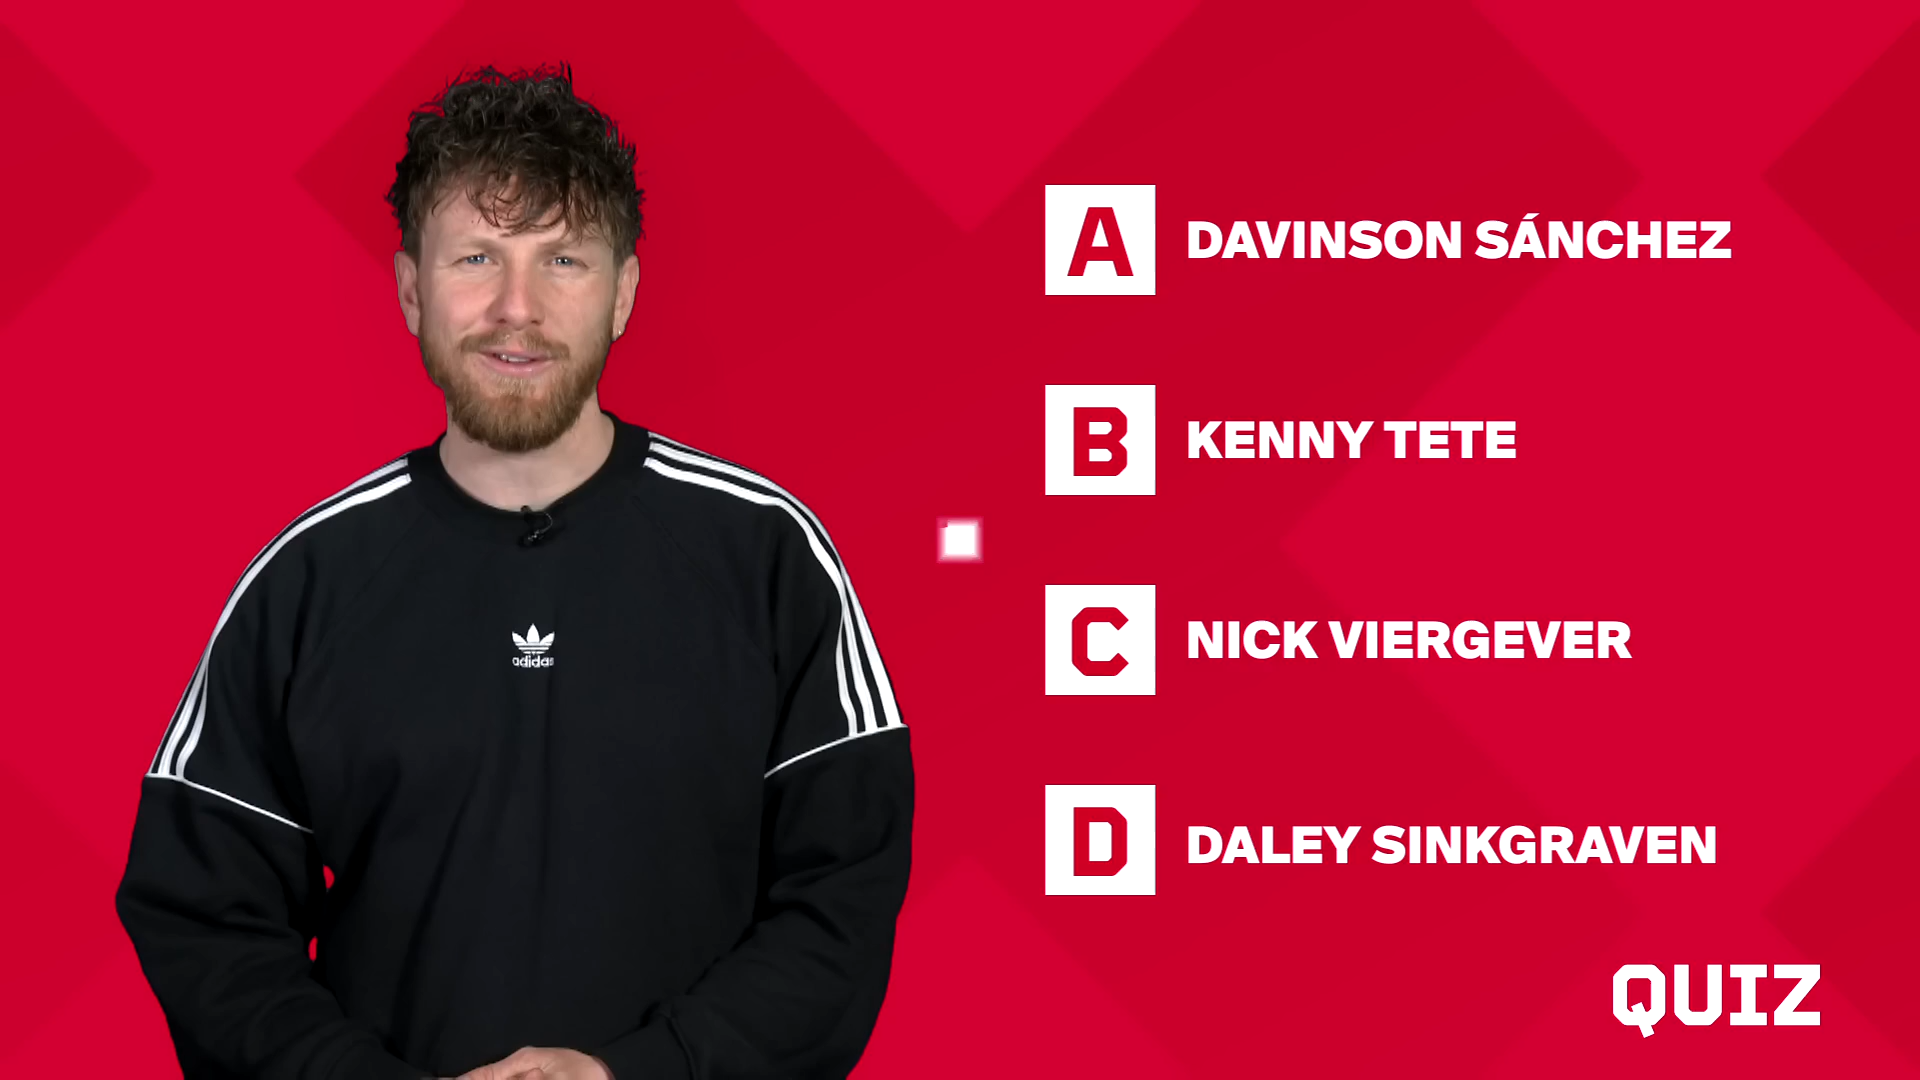 A DAVINSON SÁNCHEZ
B KENNY TETE
adidas
C NICK VIERGEVER
D DALEY SINKGRAVEN
QUIZ